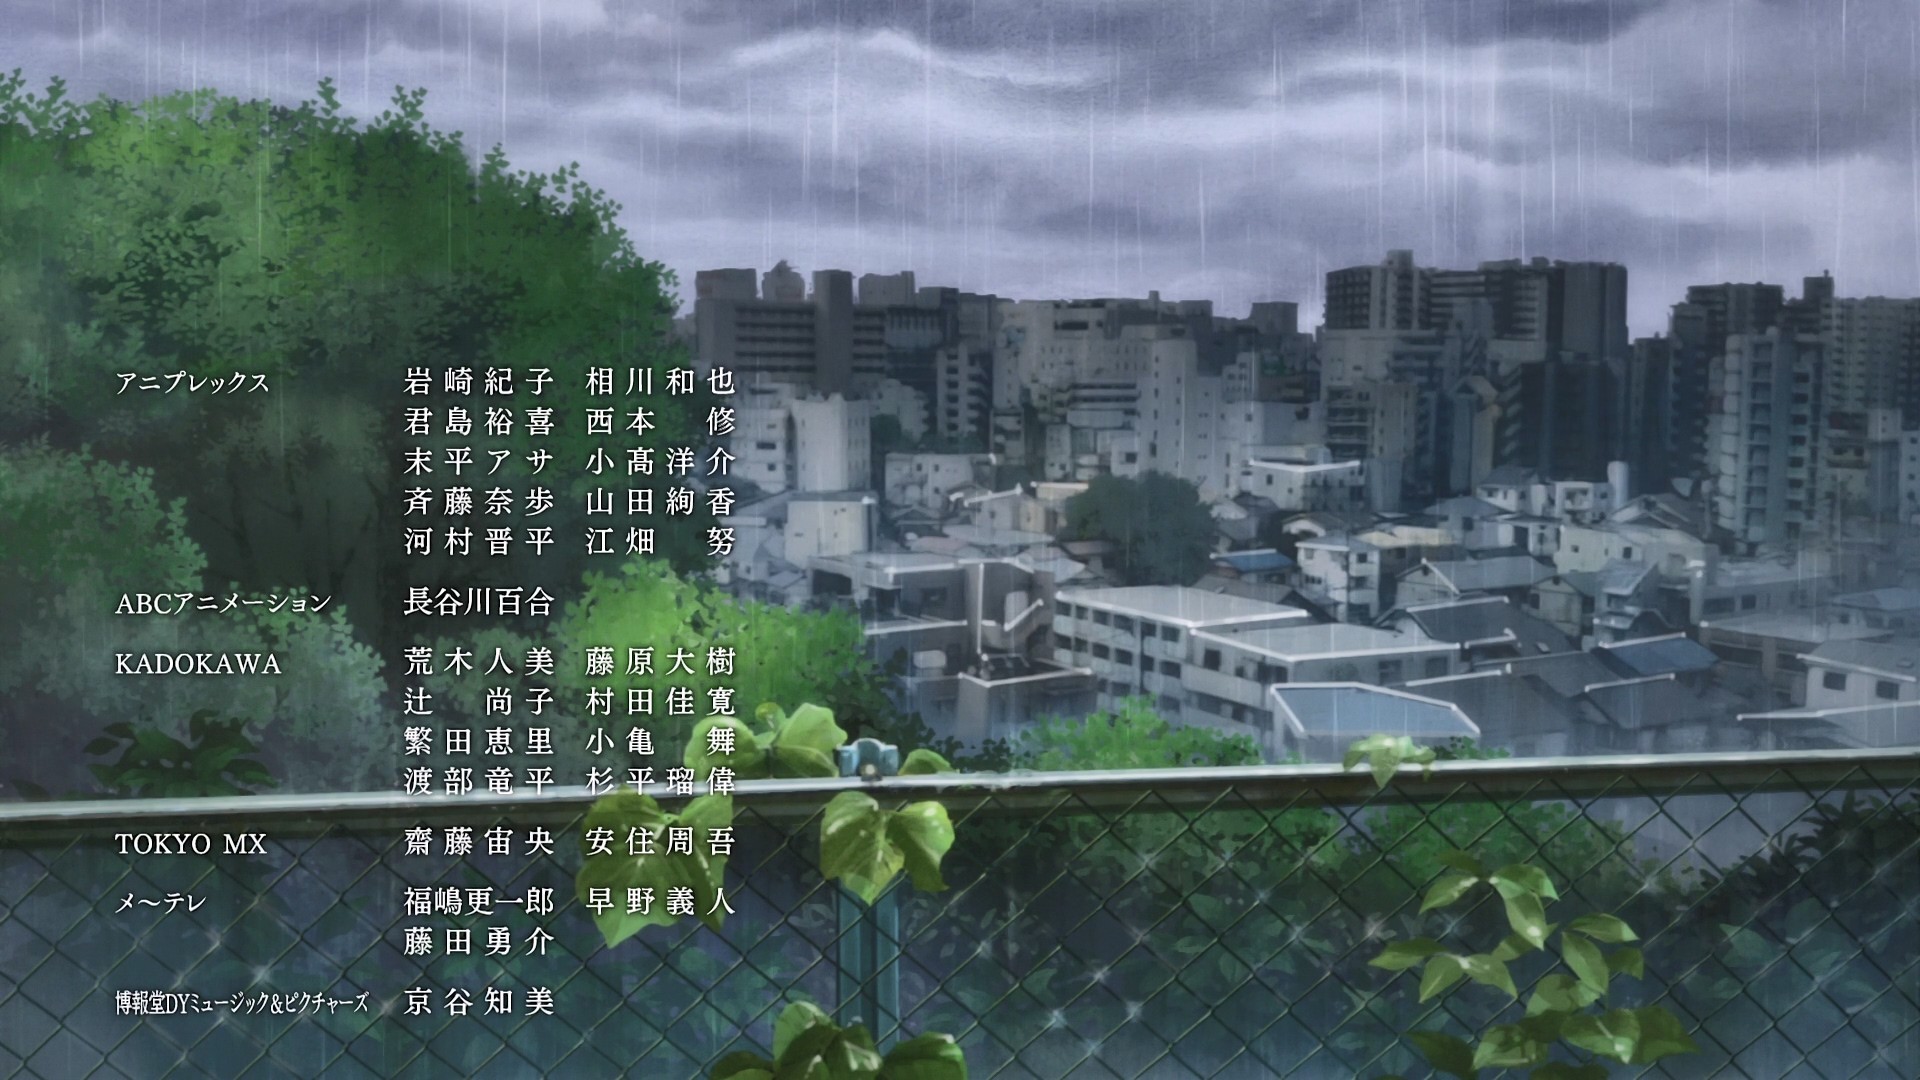 アニプレックス 岩崎紀子 相川和也
君島裕喜 西本 修
末平アサ 小髙洋介
斉藤奈歩 山田絢香
河村晋平 江畑 努
ABCアニメーション 長谷川百合
KADOKAWA 荒木人美 藤原大樹
辻 尚子 村田佳寛
繁田恵里 小亀 舞
渡部竜平 杉平瑠偉
TOKYO MX 齋藤宙央 安住周吾
メ～テレ 福嶋更一郎 早野義人
藤田勇介
博報堂DYミュージック&ピクチャーズ 京谷知美